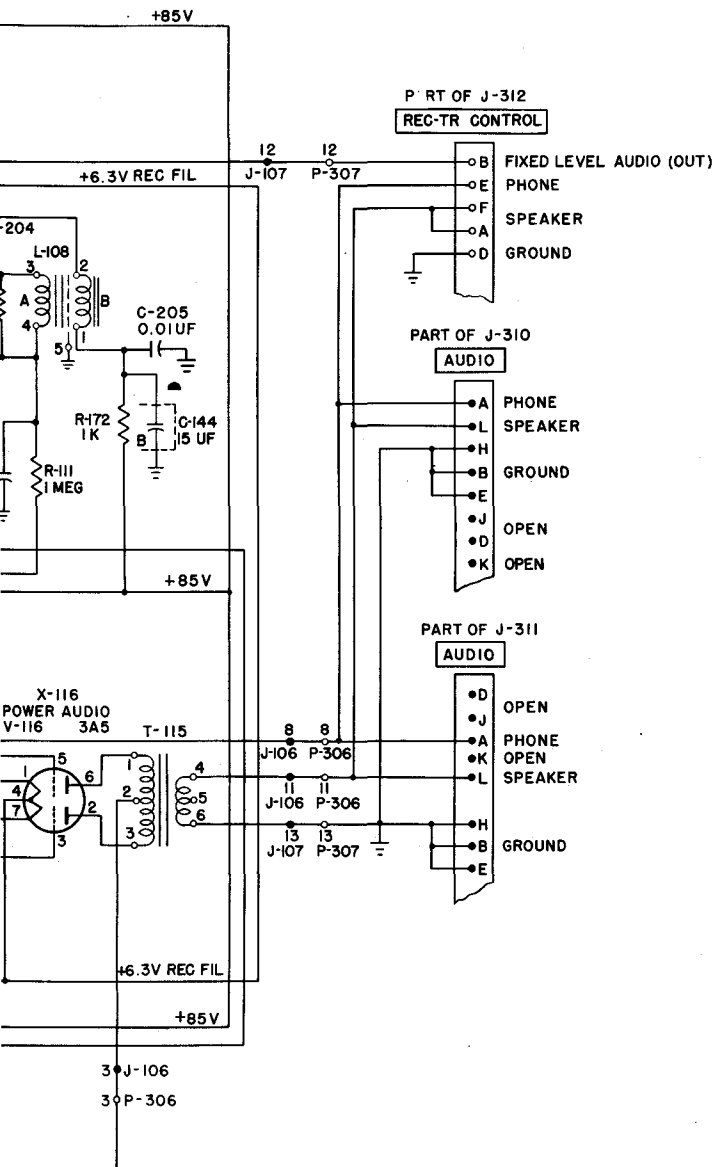 +85V
P RT OF J-312
REC-TR CONTROL
12 12
J-107 P-307
B FIXED LEVEL AUDIO (OUT)
+6.3V REC FIL
E PHONE
F
SPEAKER
A
D GROUND
-204
L-108
3 2
A B
4 1
5
C-205
0.01UF
PART OF J-310
AUDIO
A PHONE
L SPEAKER
H
B GROUND
E
J
OPEN
D
K OPEN
R-172
1K
B
C-144
15 UF
R-111
1 MEG
+85V
PART OF J-311
AUDIO
D
OPEN
J
A PHONE
K OPEN
L SPEAKER
H
B GROUND
E
X-116
POWER AUDIO
V-116 3A5
T-115
8 8
J-106 P-306
5
1 6 1 4
4 2 5
7 2 3 6
3
11 11
J-106 P-306
13 13
J-107 P-307
+6.3V REC FIL
+85V
3 J-106
3 P-306